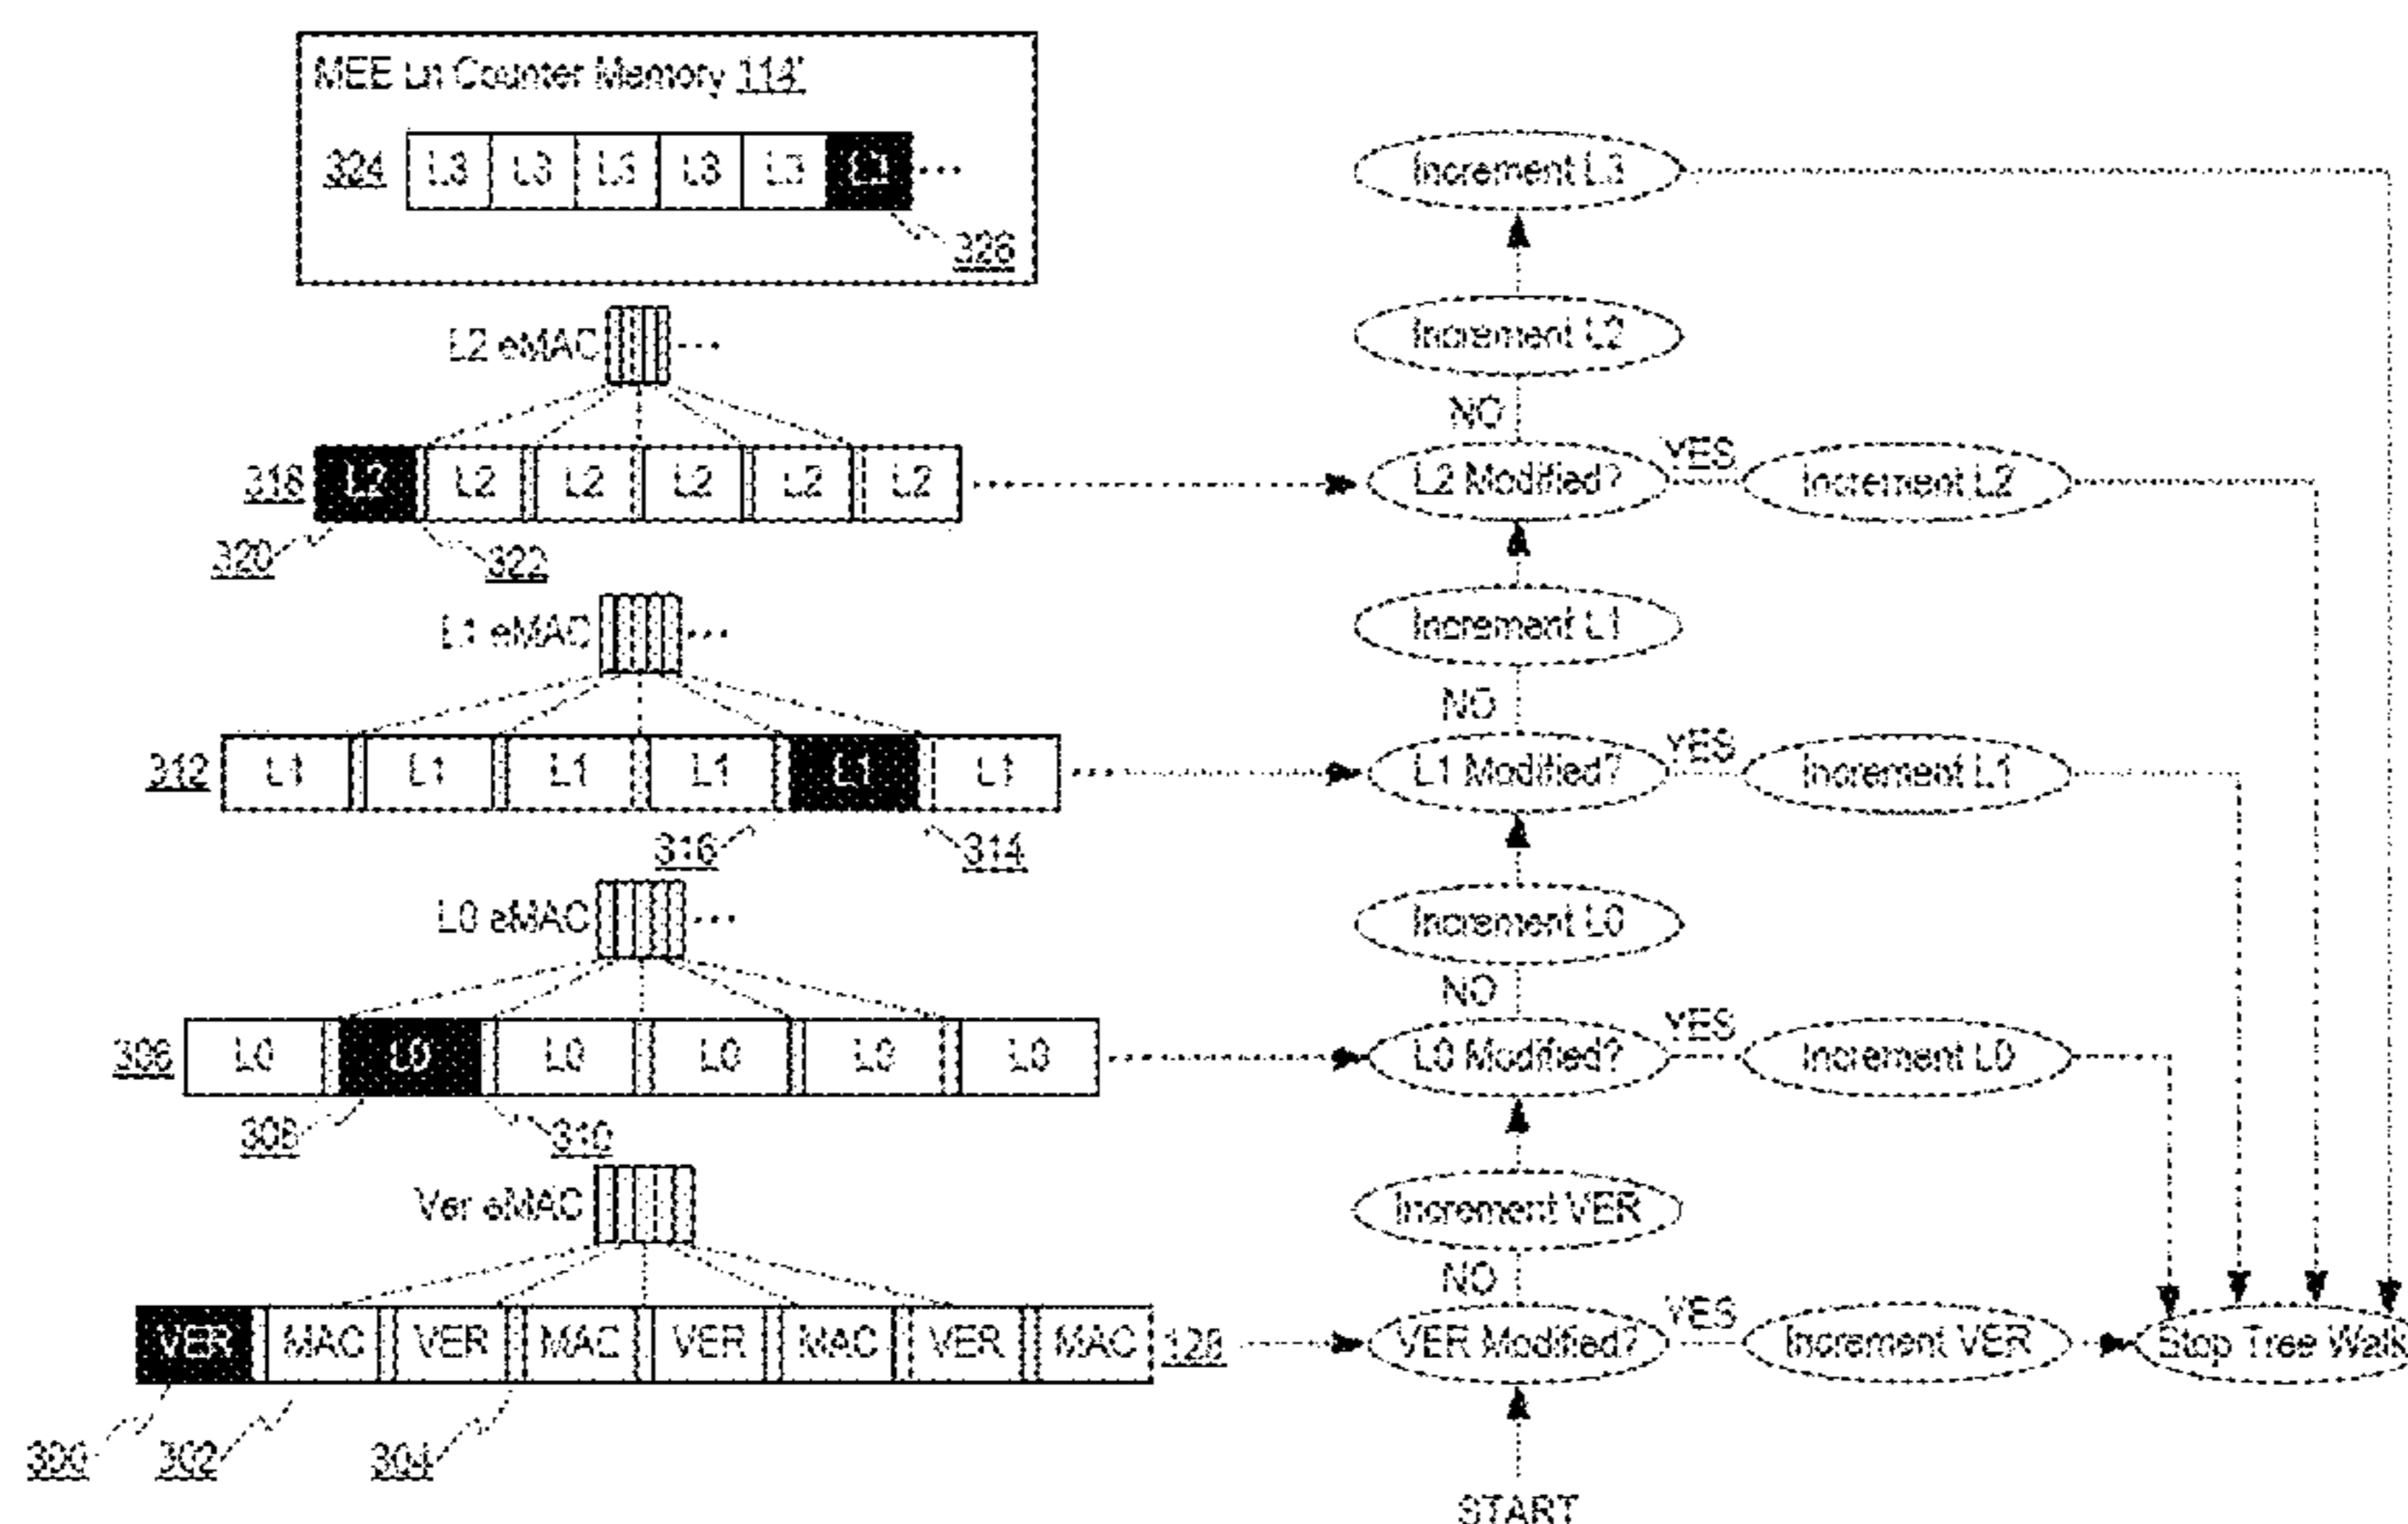 MEE Ln Counter Memory 114'
324 L3 L3 L3 L3 L3 ...
326
Increment L3
L2 eMAC ...
Increment L2
NO
318 L2 L2 L2 L2 L2 L2
L2 Modified? YES Increment L2
320 322
L1 eMAC ...
Increment L1
NO
312 L1 L1 L1 L1 L1 L1
L1 Modified? YES Increment L1
316 314
L0 eMAC ...
Increment L0
NO
306 L0 L0 L0 L0 L0 L0
L0 Modified? YES Increment L0
308 310
Ver eMAC
Increment VER
NO
VER MAC VER MAC VER MAC VER MAC 128
VER Modified? YES Increment VER Stop Tree Walk
300 302 304
START